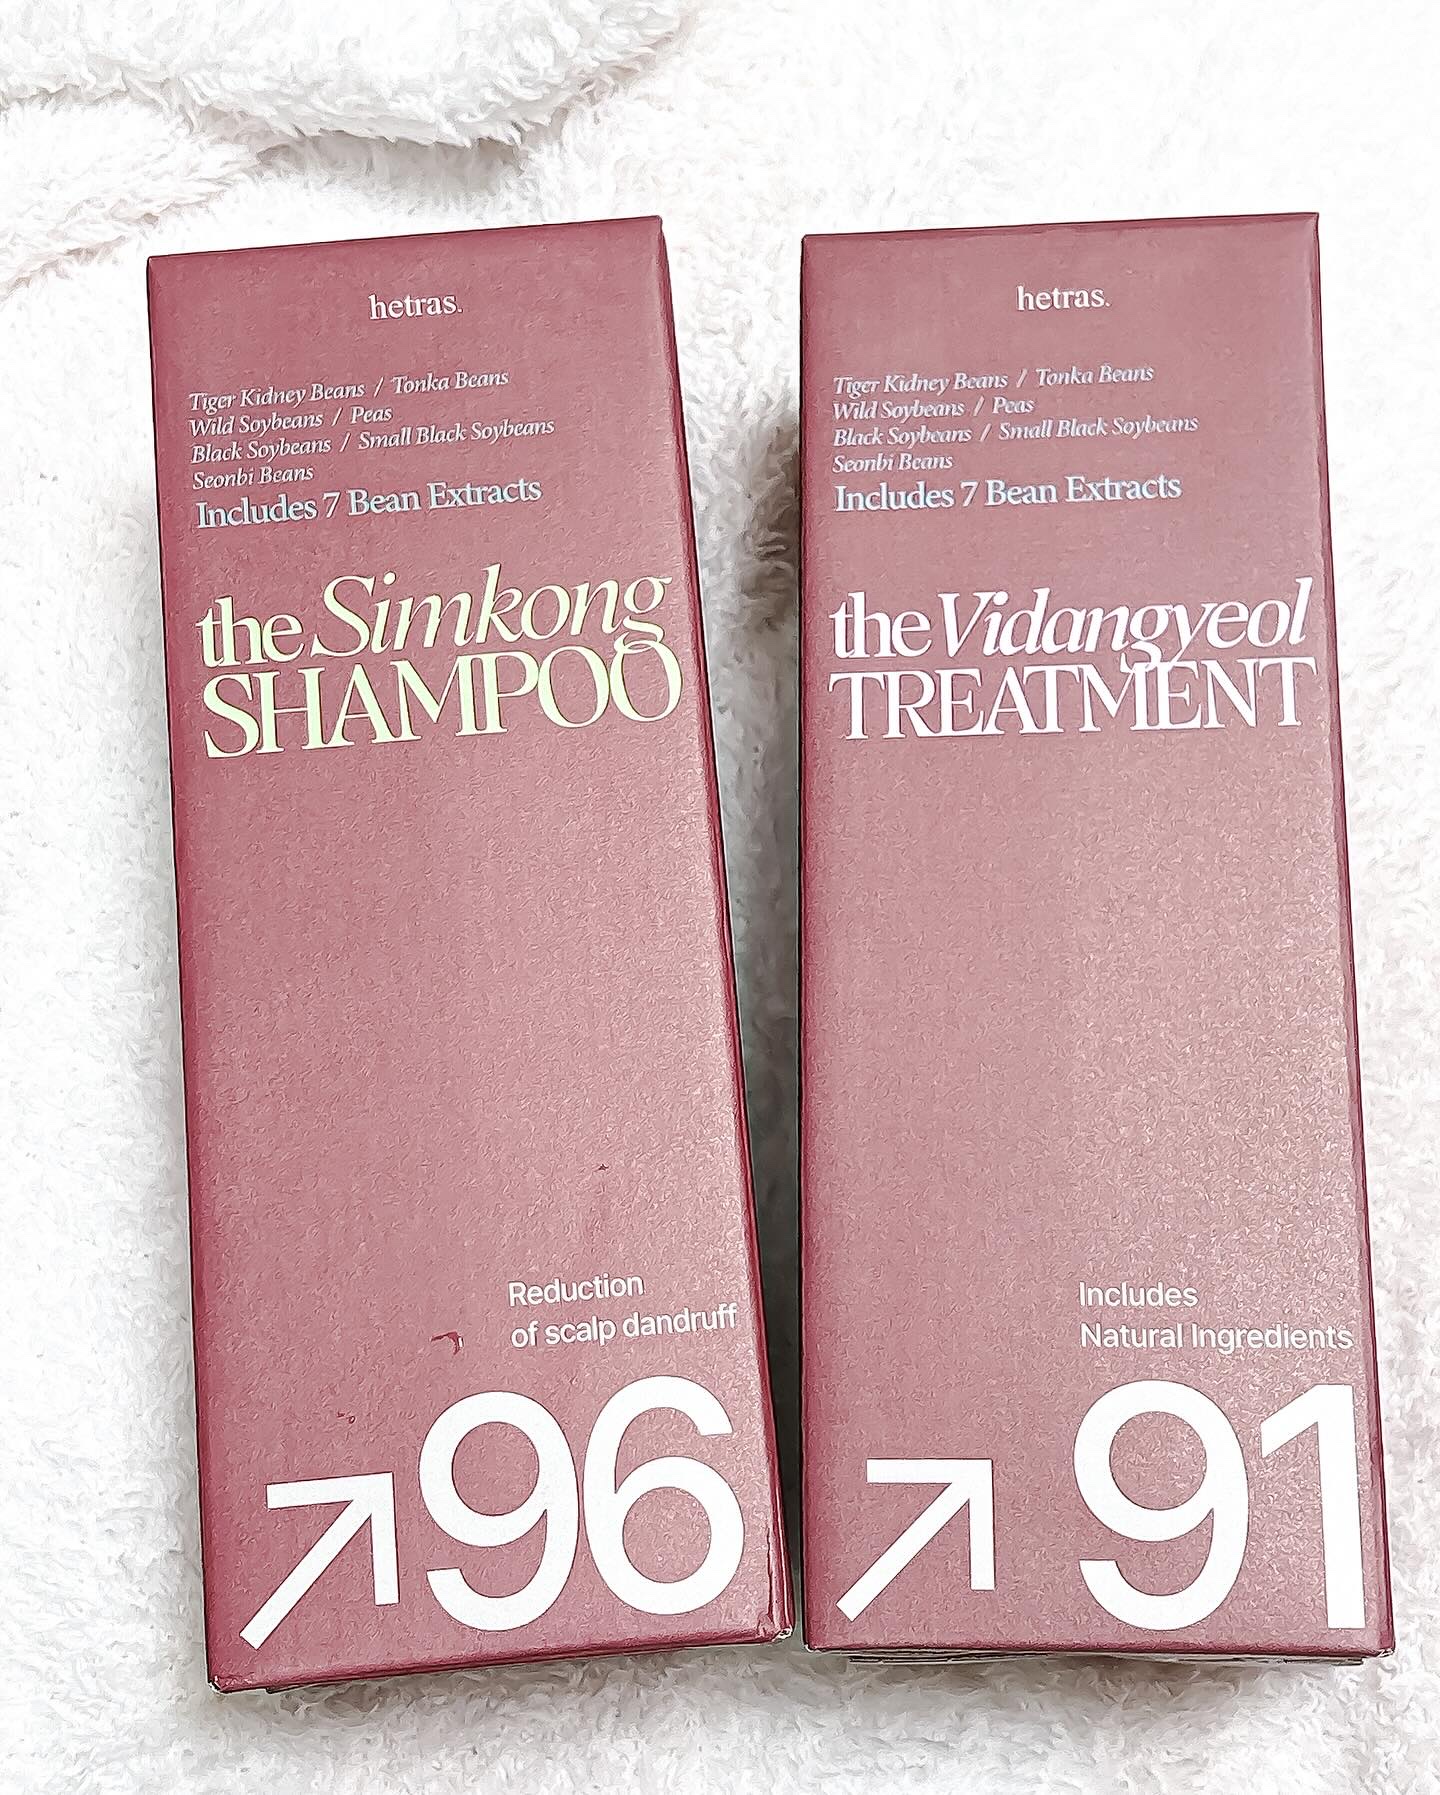 hetras.
Tiger Kidney Beans / Tonka Beans
Wild Soybeans / Peas
Black Soybeans / Small Black Soybeans
Seonbi Beans
Includes 7 Bean Extracts
the Simkong
SHAMPOO
Reduction
of scalp dandruff
↗96
hetras.
Tiger Kidney Beans / Tonka Beans
Wild Soybeans / Peas
Black Soybeans / Small Black Soybeans
Seonbi Beans
Includes 7 Bean Extracts
the Vidangyeol
TREATMENT
Includes
Natural Ingredients
↗91